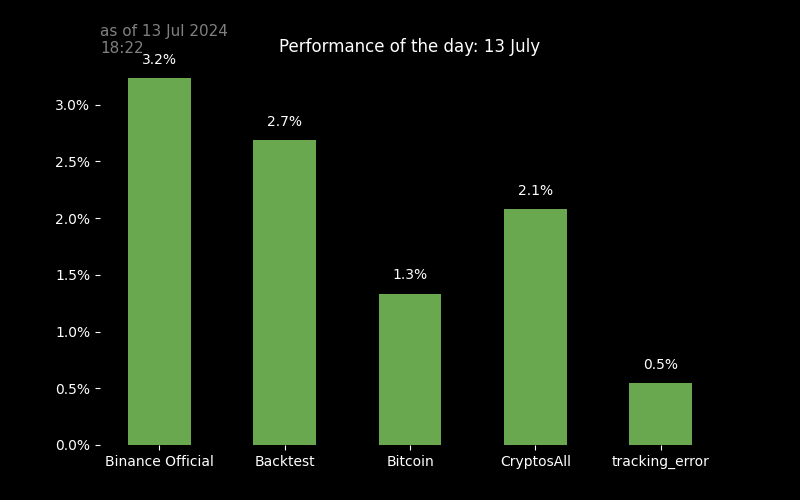 as of 13 Jul 2024
18:22
Performance of the day: 13 July
3.2%
2.7%
1.3%
2.1%
0.5%
3.0%
2.5%
2.0%
1.5%
1.0%
0.5%
0.0%
Binance Official
Backtest
Bitcoin
CryptosAll
tracking_error